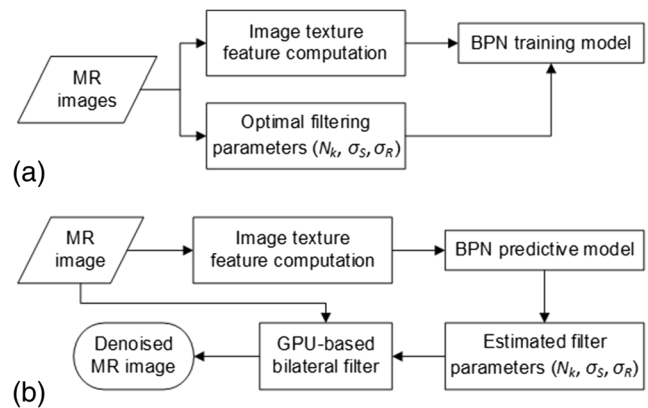 MR
images
Image texture
feature computation
BPN training model
Optimal filtering
parameters (Nk, σS, σR)
(a)
MR
image
Image texture
feature computation
BPN predictive model
Denoised
MR image
GPU-based
bilateral filter
Estimated filter
parameters (Nk, σS, σR)
(b)